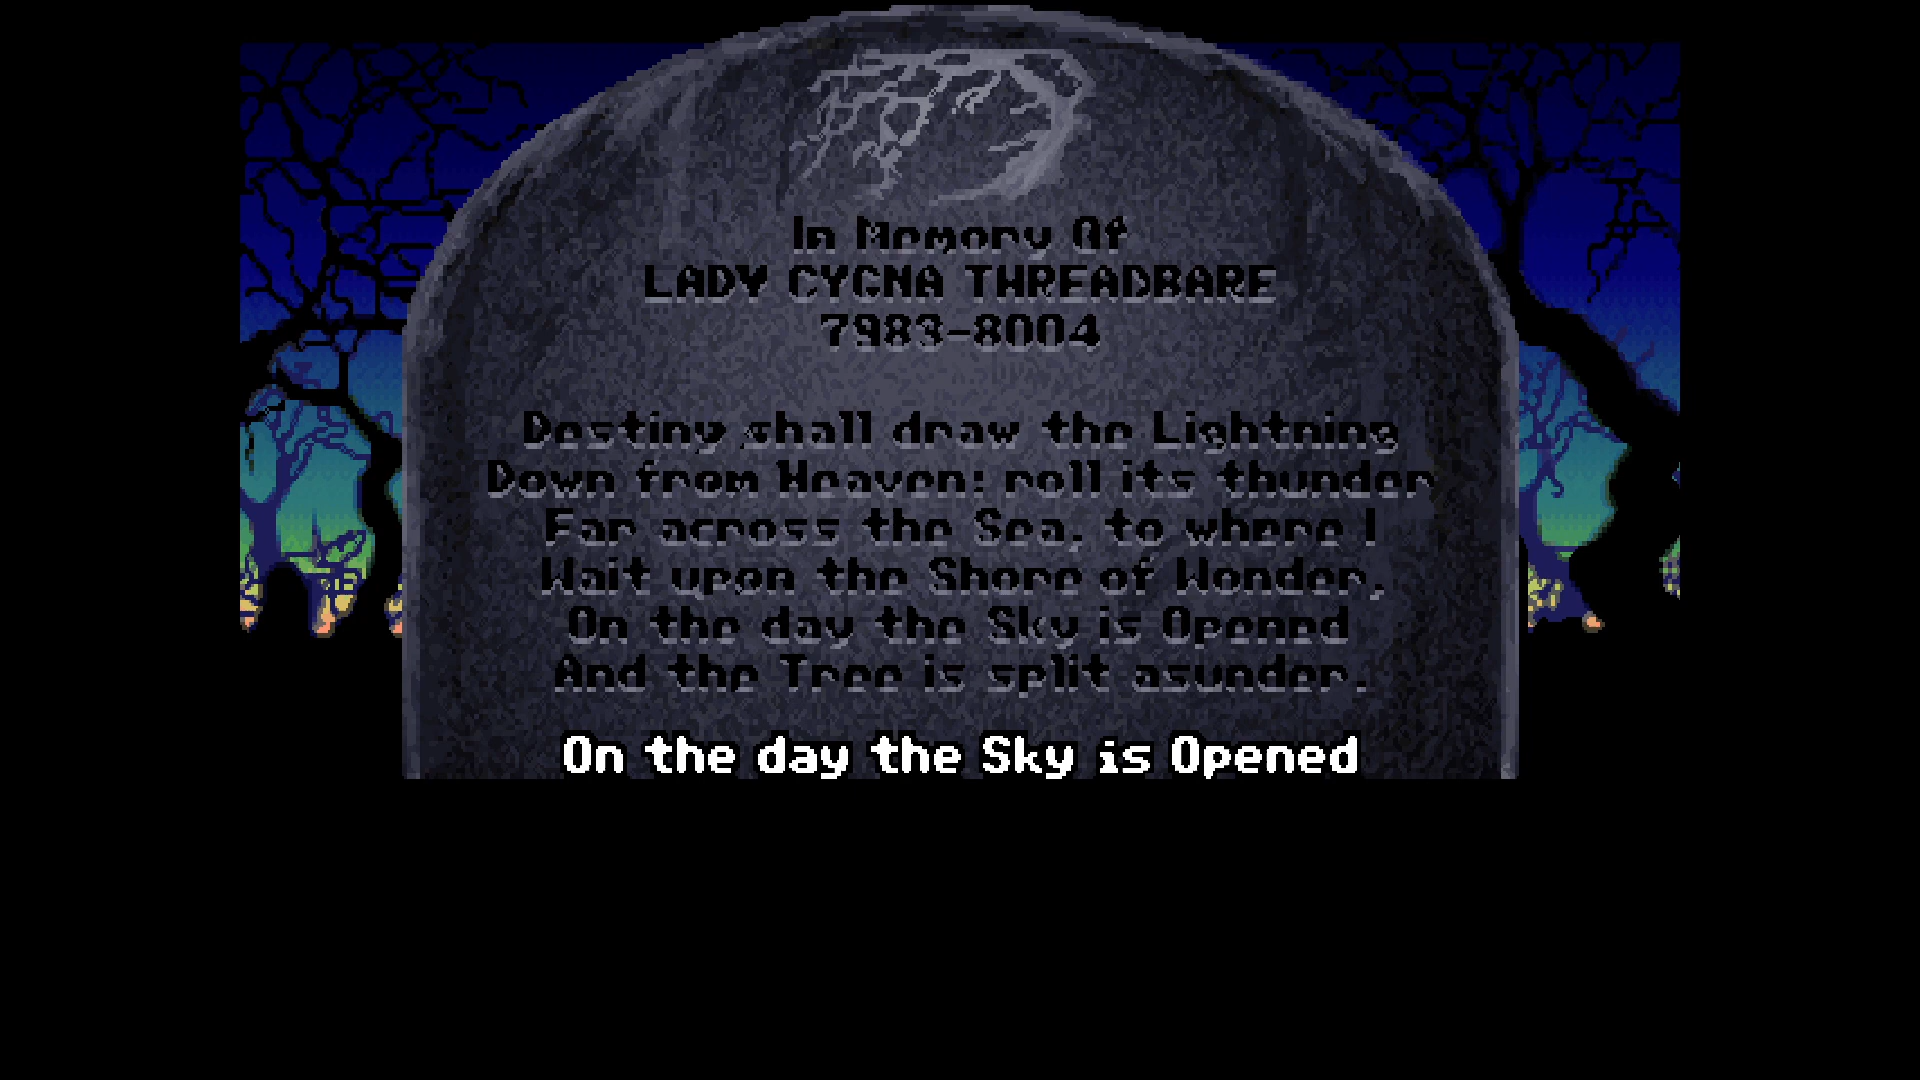 In Memory Of
LADY CYGNA THREADBARE
7983-8004
Destiny shall draw the Lightning
Down from Heaven; roll its thunder
Far across the Sea, to where I
Wait upon the Shore of Wonder,
On the day the Sky is Opened
And the Tree is split asunder.
On the day the Sky is Opened